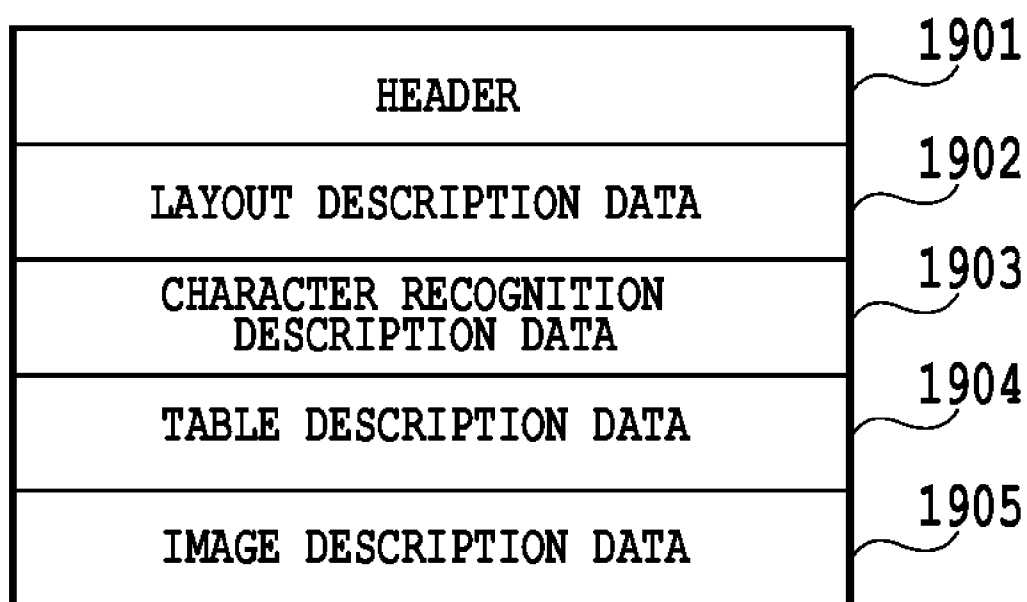 1901
HEADER
1902
LAYOUT DESCRIPTION DATA
1903
CHARACTER RECOGNITION
DESCRIPTION DATA
1904
TABLE DESCRIPTION DATA
1905
IMAGE DESCRIPTION DATA